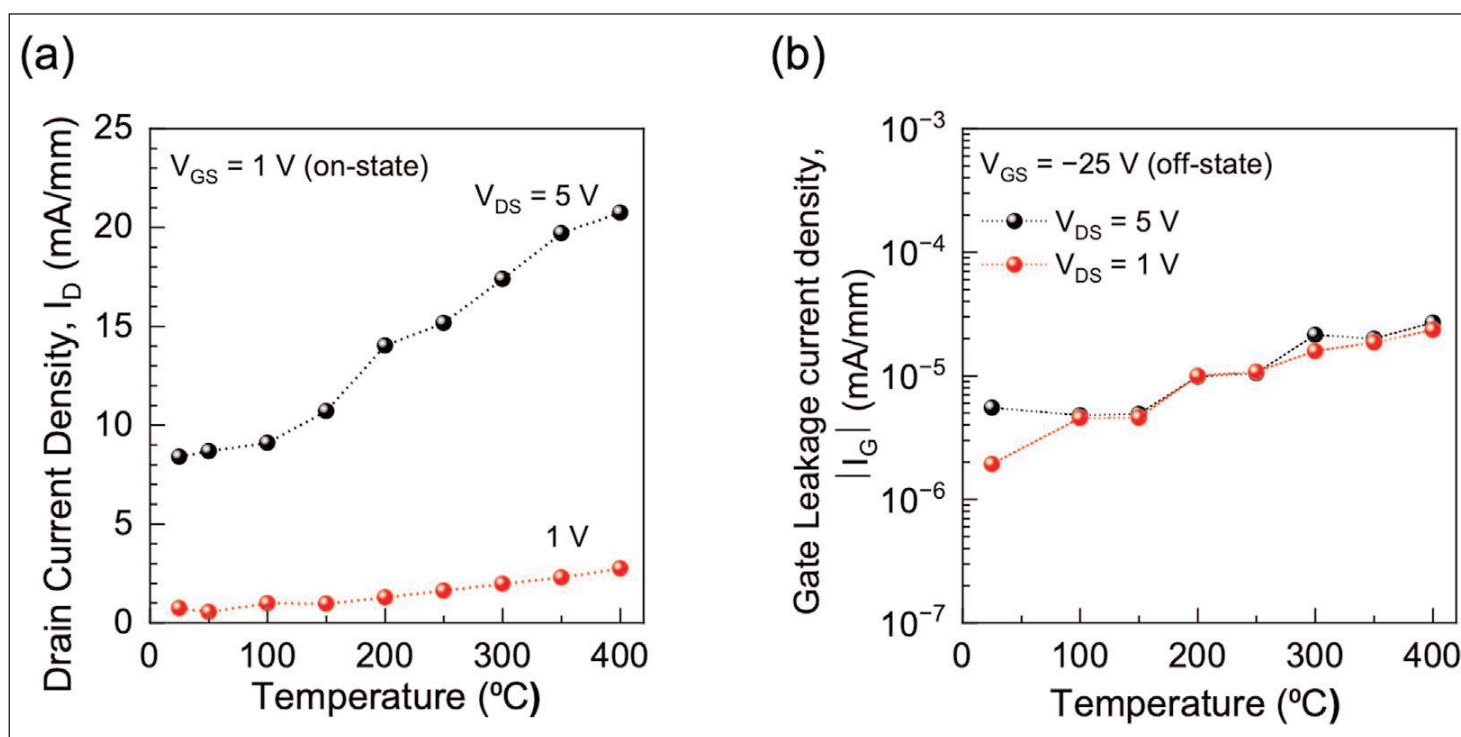 (a)
Drain Current Density, I_D (mA/mm)
25
20
15
10
5
0
V_GS = 1 V (on-state)
V_DS = 5 V
1 V
0 100 200 300 400
Temperature (ºC)
(b)
Gate Leakage current density,
|I_G| (mA/mm)
10⁻³
10⁻⁴
10⁻⁵
10⁻⁶
10⁻⁷
V_GS = −25 V (off-state)
V_DS = 5 V
V_DS = 1 V
0 100 200 300 400
Temperature (ºC)